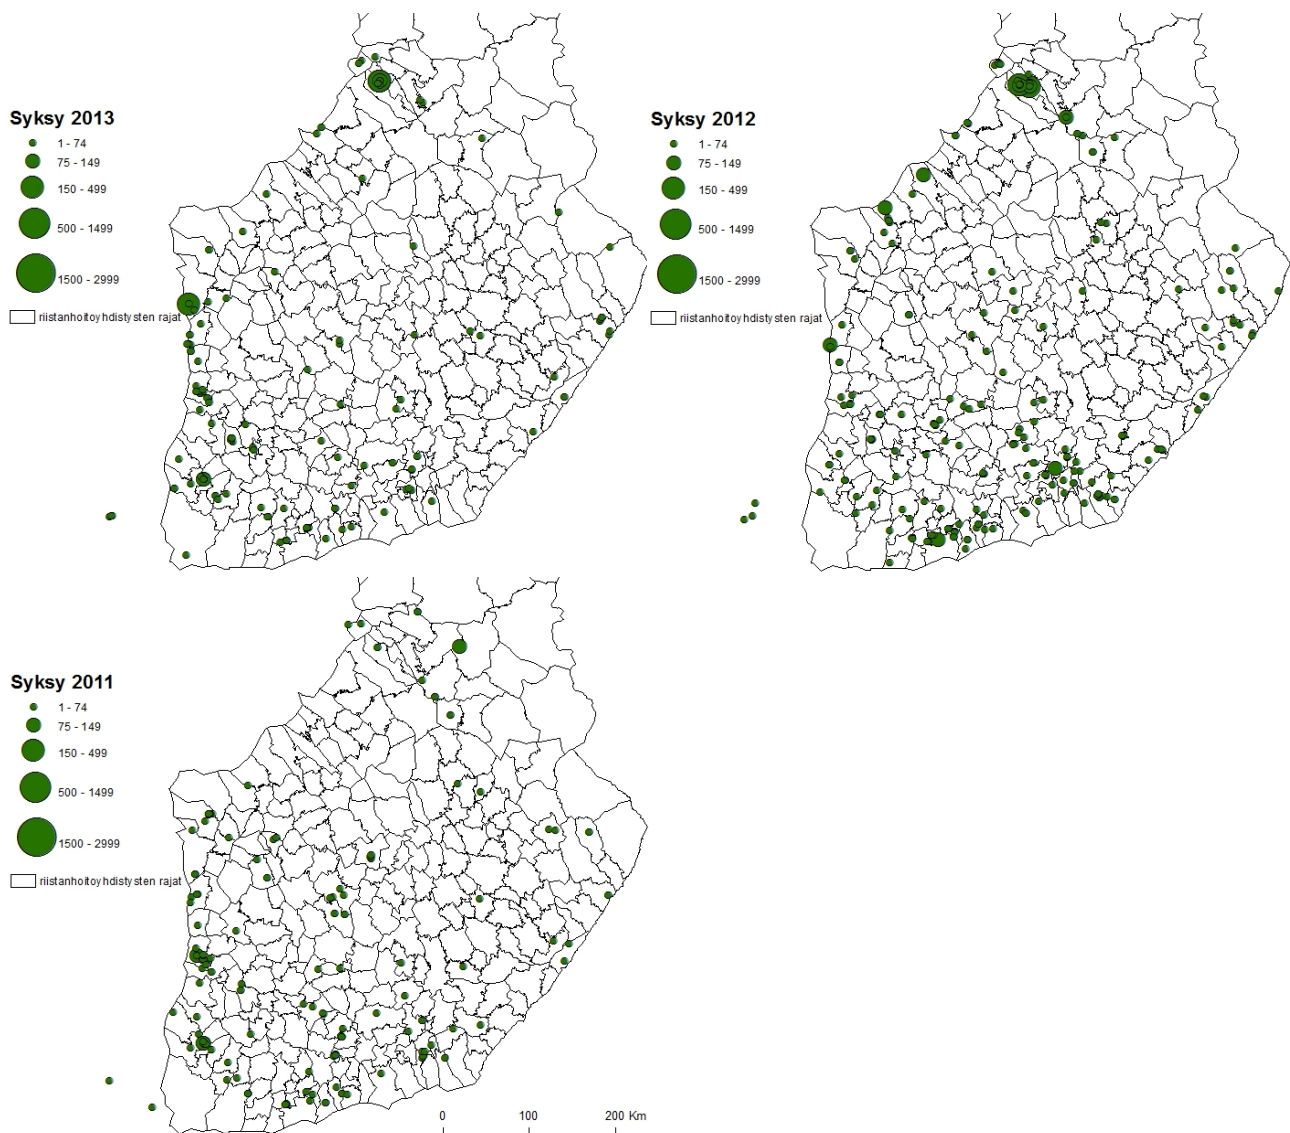 Syksy 2013
1 - 74
75 - 149
150 - 499
500 - 1499
1500 - 2999
riistanhoitoyhdistysten rajat
Syksy 2012
1 - 74
75 - 149
150 - 499
500 - 1499
1500 - 2999
riistanhoitoyhdistysten rajat
Syksy 2011
1 - 74
75 - 149
150 - 499
500 - 1499
1500 - 2999
riistanhoitoyhdistysten rajat
0 100 200 Km